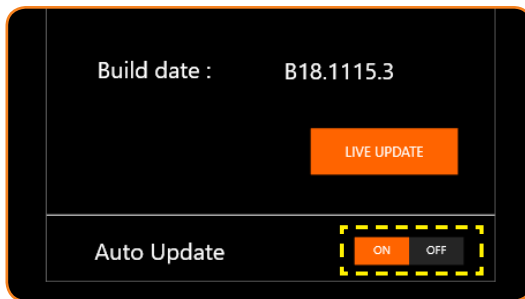 Build date : B18.1115.3
LIVE UPDATE
Auto Update ON OFF